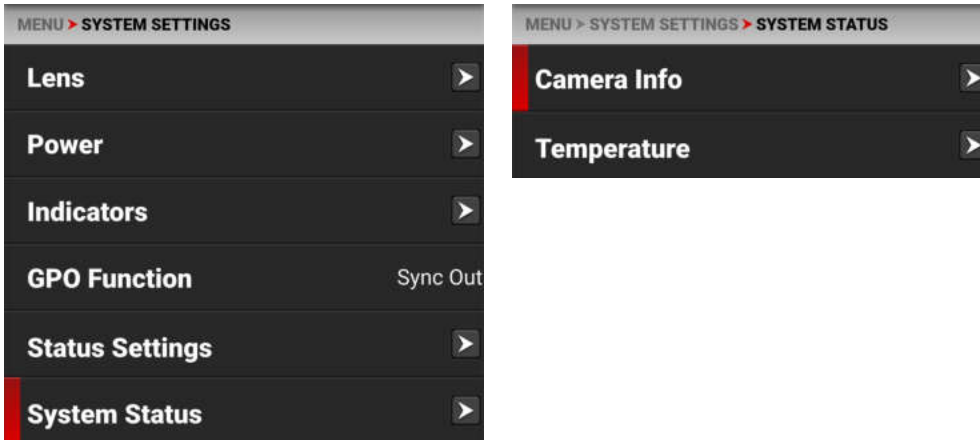 MENU > SYSTEM SETTINGS
Lens
Power
Indicators
GPO Function Sync Out
Status Settings
System Status
MENU > SYSTEM SETTINGS > SYSTEM STATUS
Camera Info
Temperature